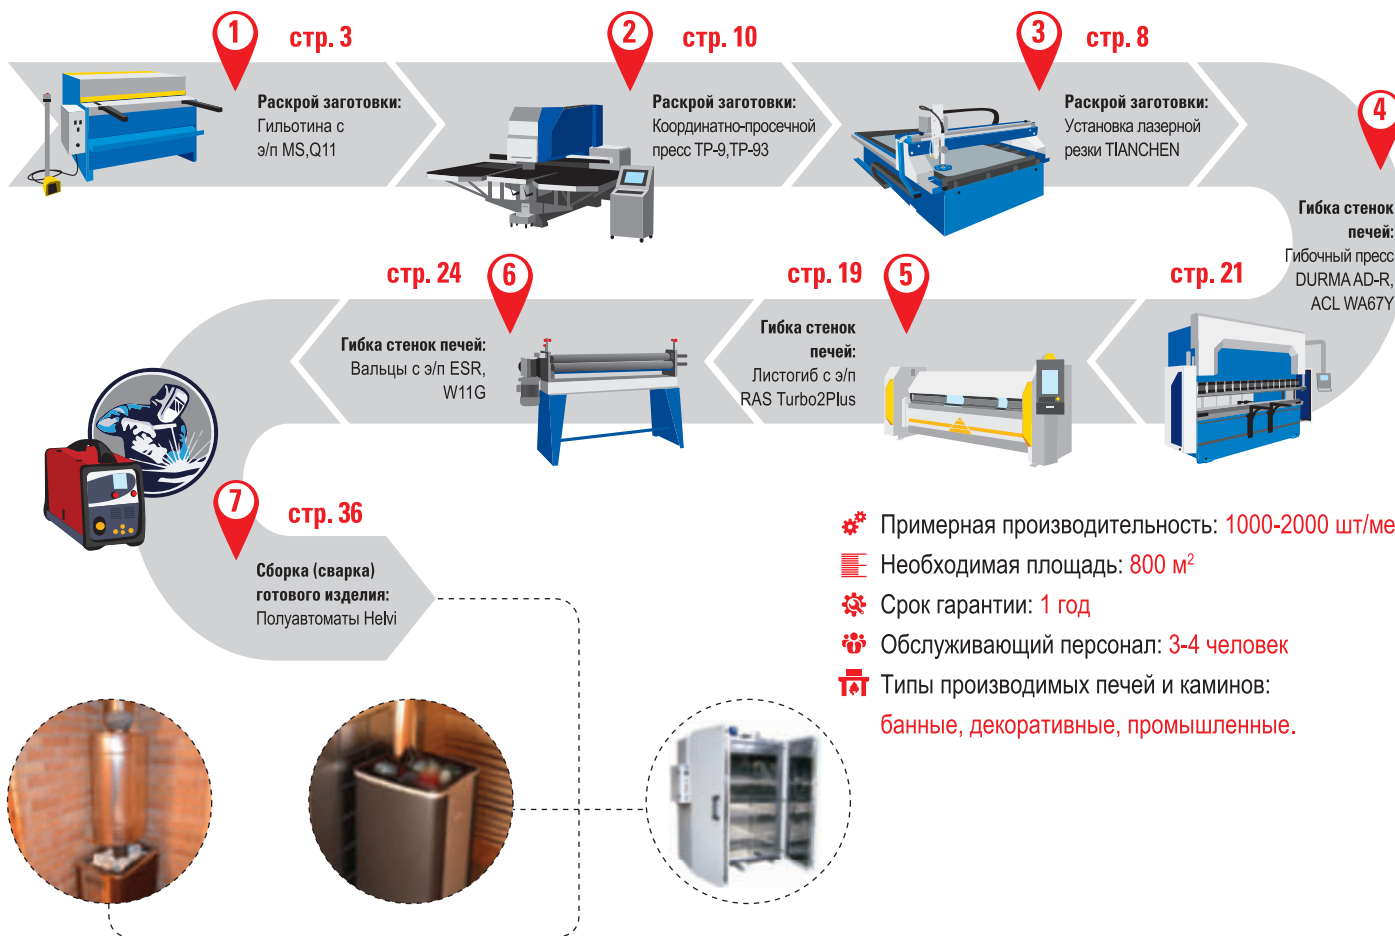 1 стр. 3
Раскрой заготовки:
Гильотина с
э/п MS,Q11
2 стр. 10
Раскрой заготовки:
Координатно-просечной
пресс TP-9,TP-93
3 стр. 8
Раскрой заготовки:
Установка лазерной
резки TIANCHEN
4
Гибка стенок
печей:
Гибочный пресс
DURMA AD-R,
ACL WA67Y
стр. 21
5 стр. 19
Гибка стенок
печей:
Листогиб с э/п
RAS Turbo2Plus
6 стр. 24
Гибка стенок печей:
Вальцы с э/п ESR,
W11G
7 стр. 36
Сборка (сварка)
готового изделия:
Полуавтоматы Helvi
Примерная производительность: 1000-2000 шт/ме
Необходимая площадь: 800 м²
Срок гарантии: 1 год
Обслуживающий персонал: 3-4 человек
Типы производимых печей и каминов:
банные, декоративные, промышленные.